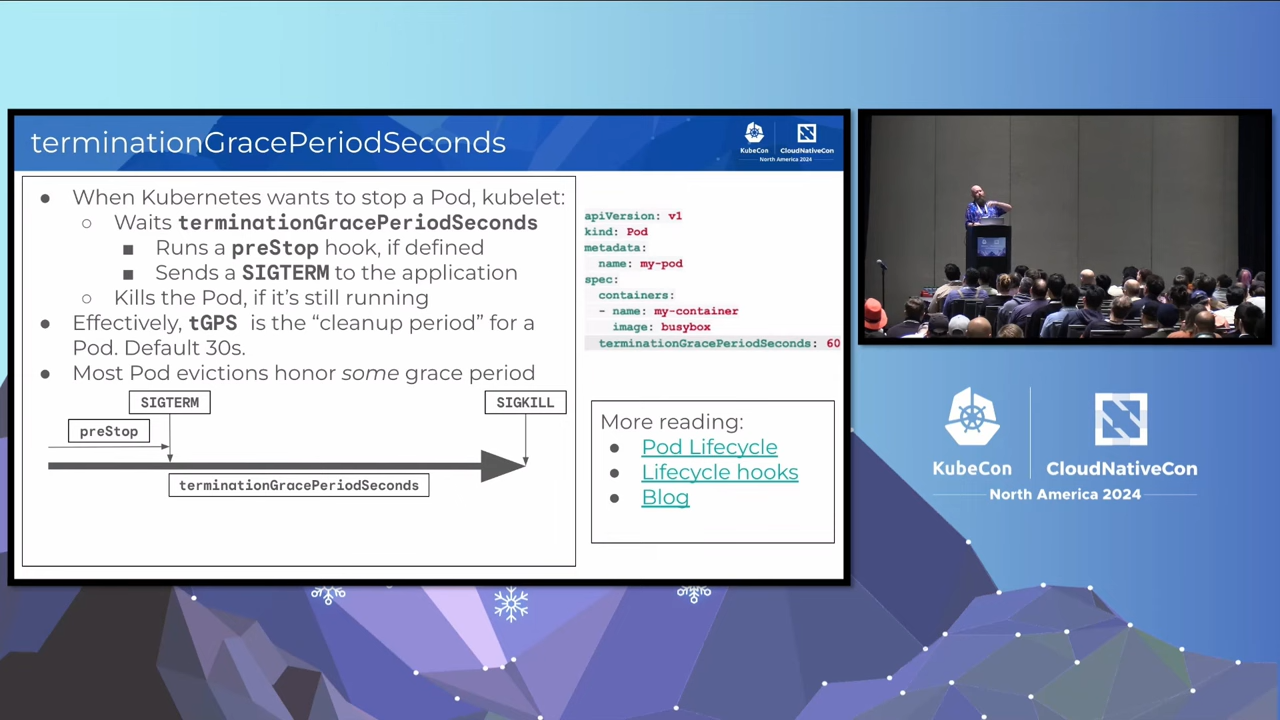 terminationGracePeriodSeconds
KubeCon
CloudNativeCon
North America 2024
● When Kubernetes wants to stop a Pod, kubelet:
○ Waits terminationGracePeriodSeconds
■ Runs a preStop hook, if defined
■ Sends a SIGTERM to the application
○ Kills the Pod, if it’s still running
● Effectively, tGPS is the “cleanup period” for a
Pod. Default 30s.
● Most Pod evictions honor some grace period
SIGTERM
SIGKILL
preStop
terminationGracePeriodSeconds
apiVersion: v1
kind: Pod
metadata:
name: my-pod
spec:
containers:
- name: my-container
image: busybox
terminationGracePeriodSeconds: 60
More reading:
● Pod Lifecycle
● Lifecycle hooks
● Blog
KubeCon
CloudNativeCon
North America 2024